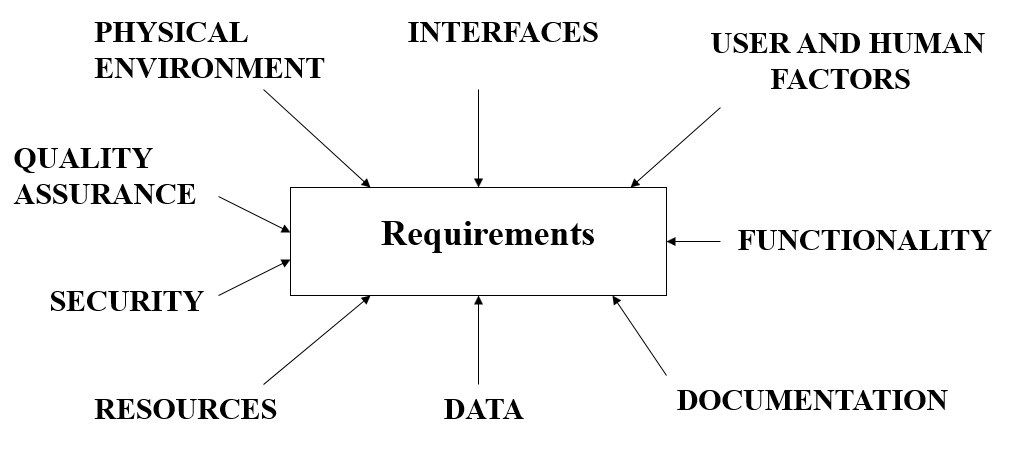 PHYSICAL
ENVIRONMENT
INTERFACES
USER AND HUMAN
FACTORS
QUALITY
ASSURANCE
Requirements
FUNCTIONALITY
SECURITY
RESOURCES
DATA
DOCUMENTATION